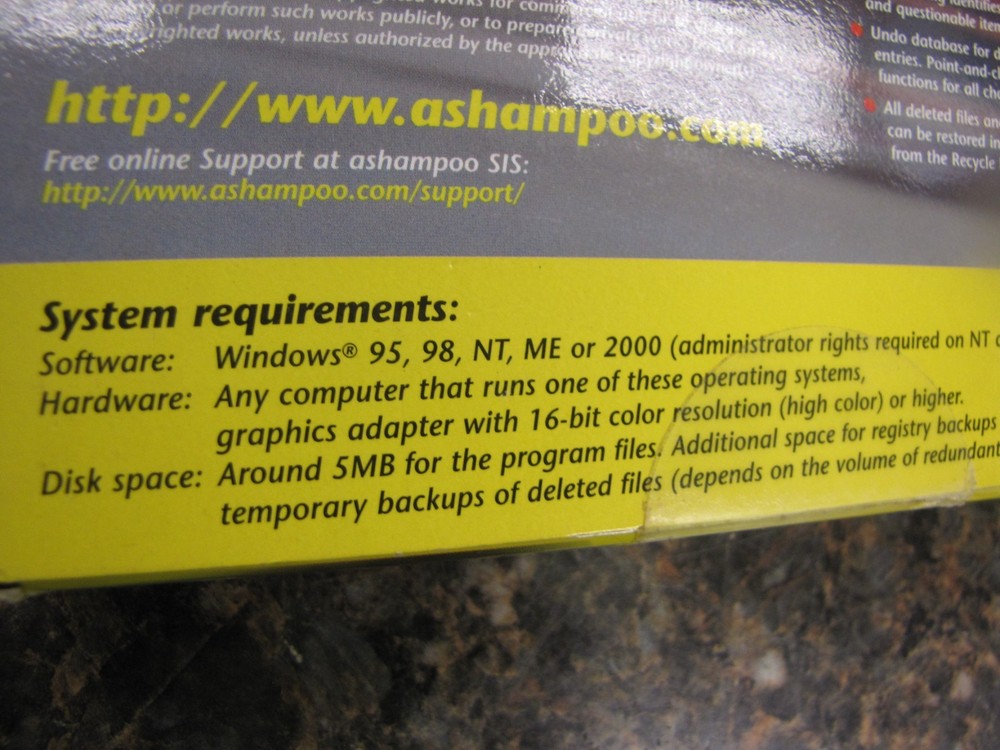 or perform such works publicly, or to prepare
righted works, unless authorized by the
http://www.ashampoo.com
Free online Support at ashampoo SIS:
http://www.ashampoo.com/support/
and questionable
Undo database for
entries. Point-and-
functions for all
All deleted files
can be restored in
from the Recycle
System requirements:
Software: Windows® 95, 98, NT, ME or 2000 (administrator rights required on NT
Hardware: Any computer that runs one of these operating systems,
graphics adapter with 16-bit color resolution (high color) or higher.
Disk space: Around 5MB for the program files. Additional space for registry backups
temporary backups of deleted files (depends on the volume of redundant